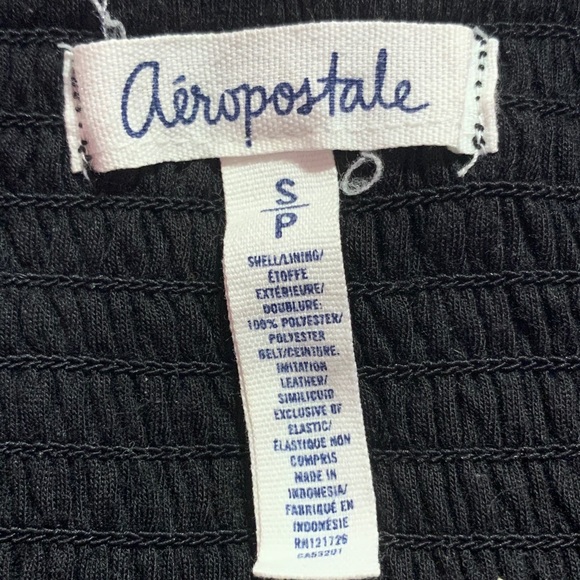 aéropostale
S/P
SHELL/LINING/
ÉTOFFE
EXTÉRIEURE/
DOUBLURE:
100% POLYESTER/
POLYESTER
BELT/CEINTURE:
IMITATION
LEATHER/
SIMILICUIR
EXCLUSIVE OF
ELASTIC/
ÉLASTIQUE NON
COMPRIS
MADE IN
INDONESIA/
FABRIQUÉ EN
INDONÉSIE
RN121726
CA53201